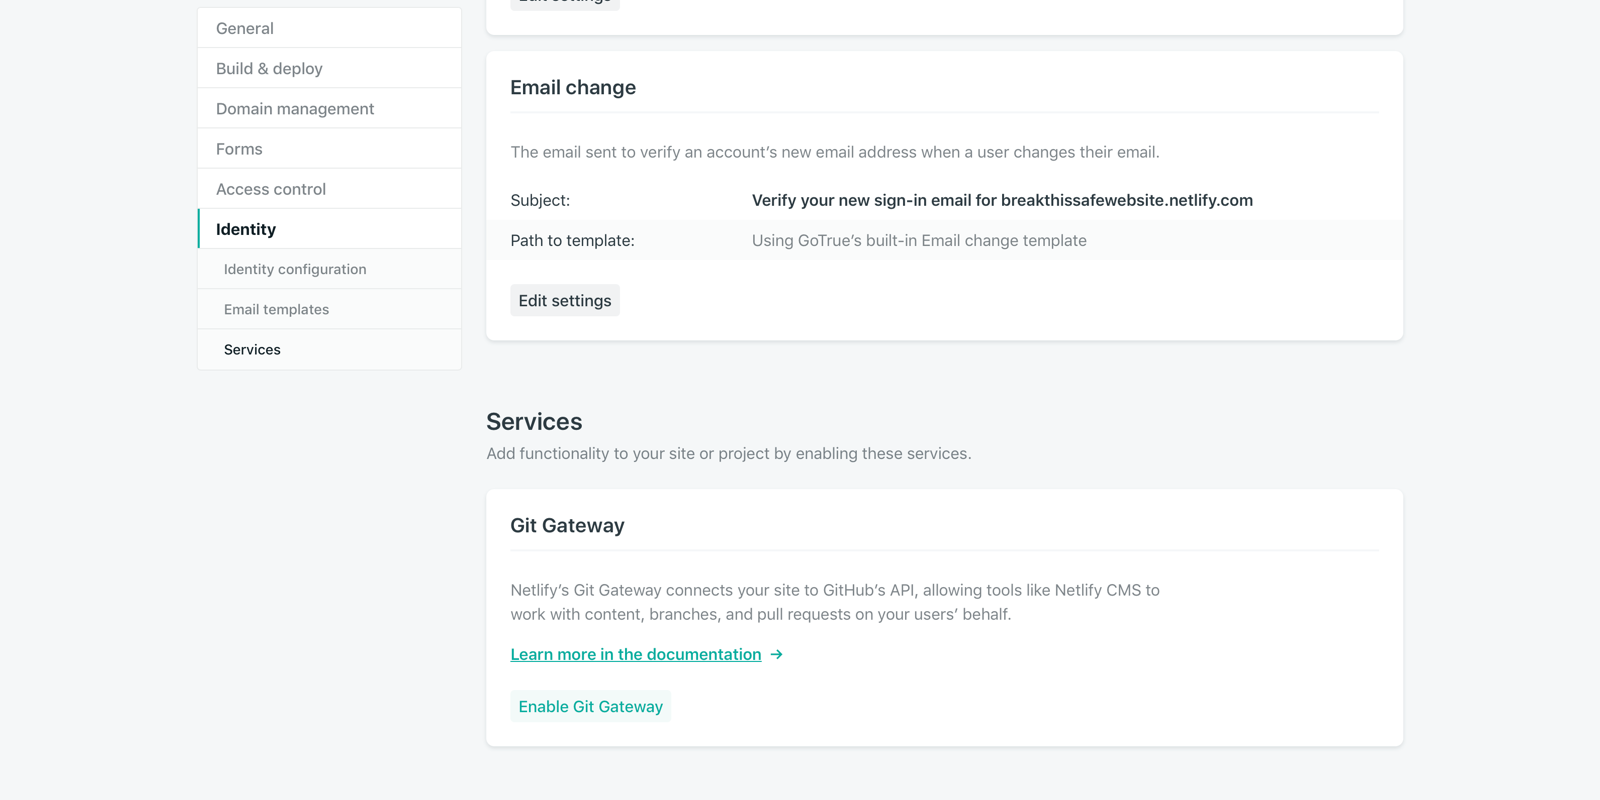 General
Build & deploy
Domain management
Forms
Access control
Identity
Identity configuration
Email templates
Services
Edit settings
Email change
The email sent to verify an account’s new email address when a user changes their email.
Subject: Verify your new sign-in email for breakthissafewebsite.netlify.com
Path to template: Using GoTrue’s built-in Email change template
Edit settings
Services
Add functionality to your site or project by enabling these services.
Git Gateway
Netlify’s Git Gateway connects your site to GitHub’s API, allowing tools like Netlify CMS to
work with content, branches, and pull requests on your users’ behalf.
Learn more in the documentation →
Enable Git Gateway